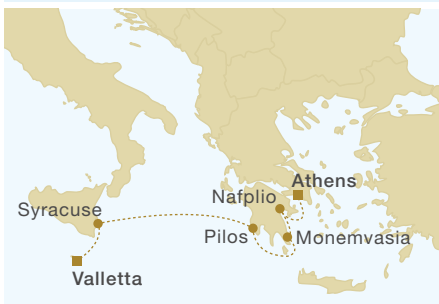 Athens
Nafplio
Syracuse
Pilos
Monemvasia
Valletta